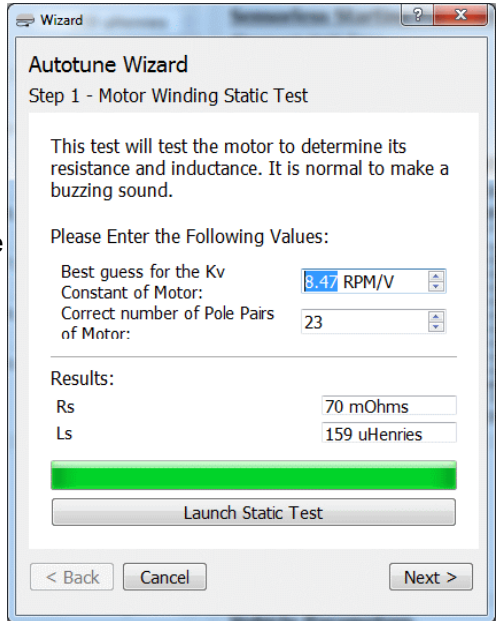 Wizard
Autotune Wizard
Step 1 - Motor Winding Static Test
This test will test the motor to determine its
resistance and inductance. It is normal to make a
buzzing sound.
Please Enter the Following Values:
Best guess for the Kv
Constant of Motor:
8.47 RPM/V
Correct number of Pole Pairs
of Motor:
23
Results:
Rs 70 mOhms
Ls 159 uHenries
Launch Static Test
< Back Cancel Next >